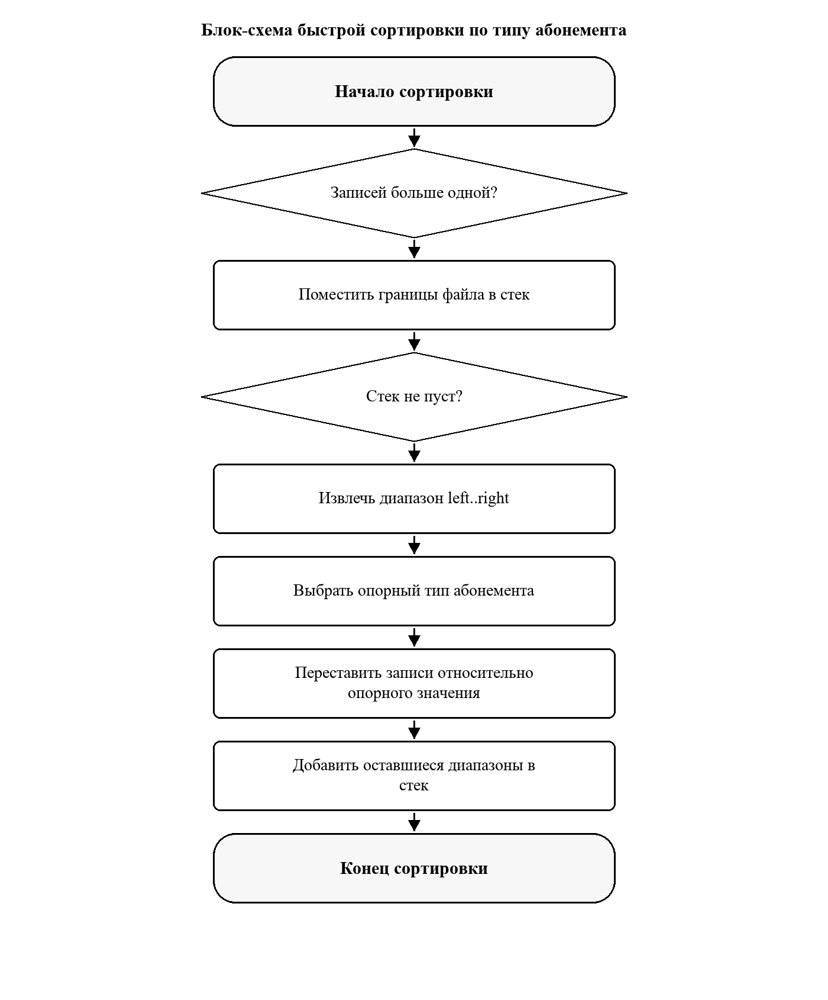 Блок-схема быстрой сортировки по типу абонемента
Начало сортировки
Записей больше одной?
Поместить границы файла в стек
Стек не пуст?
Извлечь диапазон left..right
Выбрать опорный тип абонемента
Переставить записи относительно
опорного значения
Добавить оставшиеся диапазоны в
стек
Конец сортировки